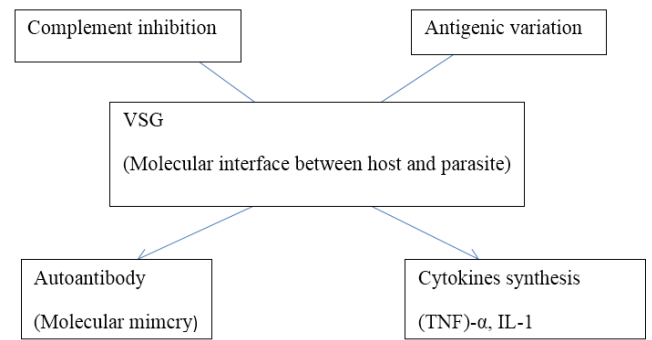 Complement inhibition
Antigenic variation
VSG
(Molecular interface between host and parasite)
Autoantibody
(Molecular mimcry)
Cytokines synthesis
(TNF)-α, IL-1